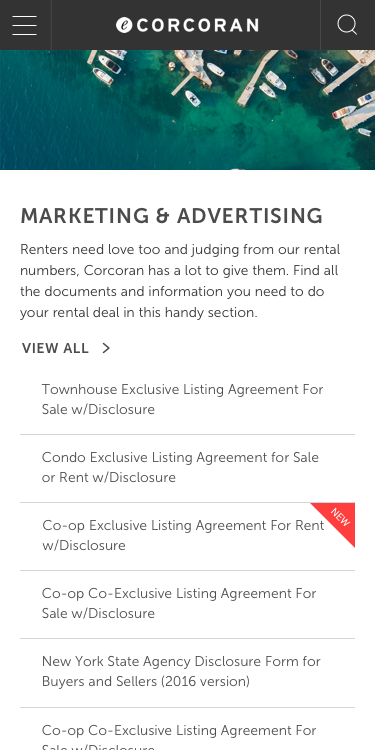 CORCORAN
MARKETING & ADVERTISING
Renters need love too and judging from our rental
numbers, Corcoran has a lot to give them. Find all
the documents and information you need to do
your rental deal in this handy section.
VIEW ALL
Townhouse Exclusive Listing Agreement For
Sale w/Disclosure
Condo Exclusive Listing Agreement for Sale
or Rent w/Disclosure
Co-op Exclusive Listing Agreement For Rent
w/Disclosure
NEW
Co-op Co-Exclusive Listing Agreement For
Sale w/Disclosure
New York State Agency Disclosure Form for
Buyers and Sellers (2016 version)
Co-op Co-Exclusive Listing Agreement For
Sale w/Disclosure